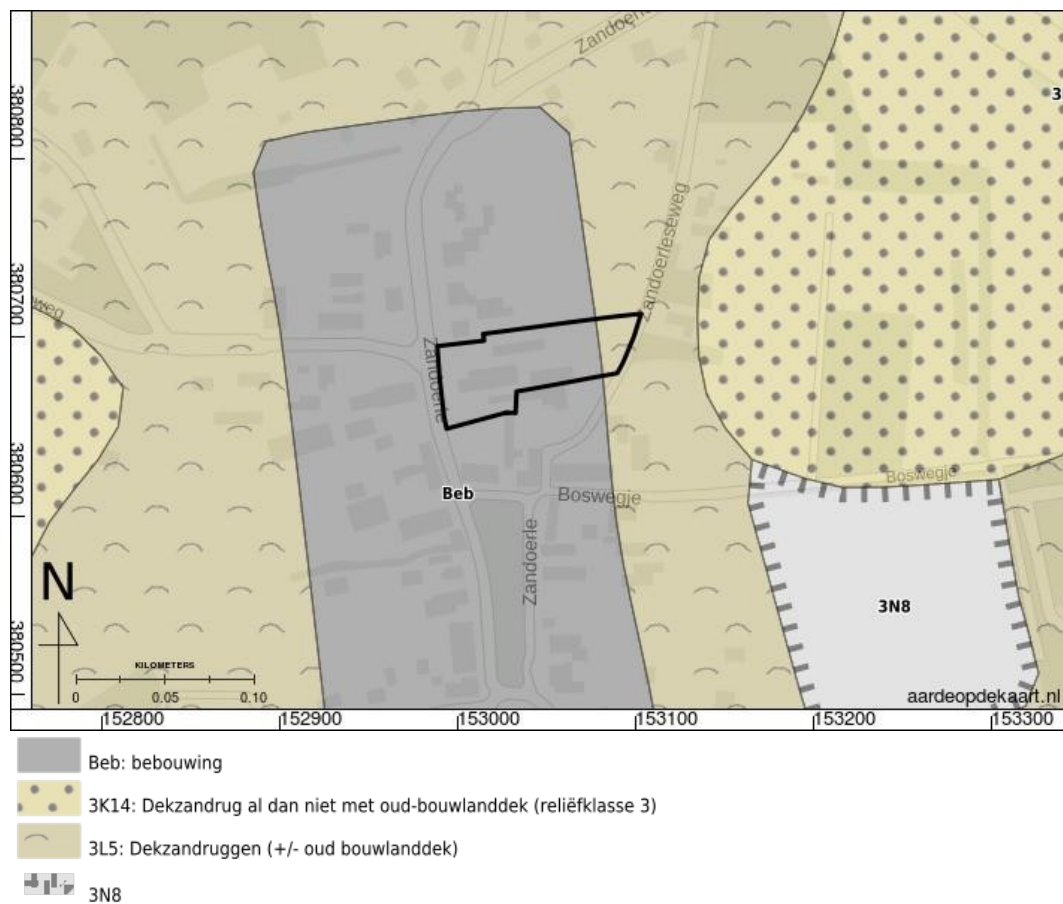 Zandoerle
3
380800
380700
380600
380500
Zandoerleseweg
weg
Zandoerle
Boswegje
Beb
Boswegje
Zandoerle
N
3N8
KILOMETERS
0 0.05 0.10
aardeopdekaart.nl
152800 152900 153000 153100 153200 153300
Beb: bebouwing
3K14: Dekzandrug al dan niet met oud-bouwlanddek (reliëfklasse 3)
3L5: Dekzandruggen (+/- oud bouwlanddek)
3N8